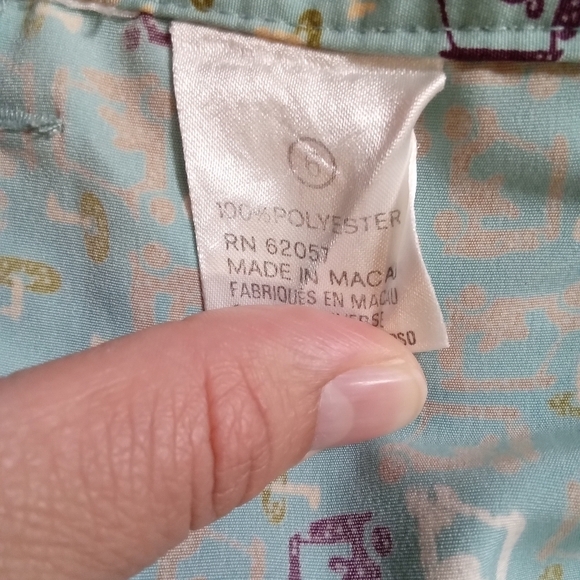 6
100% POLYESTER
RN 62057
MADE IN MACAU
FABRIQUÉS EN MACAU